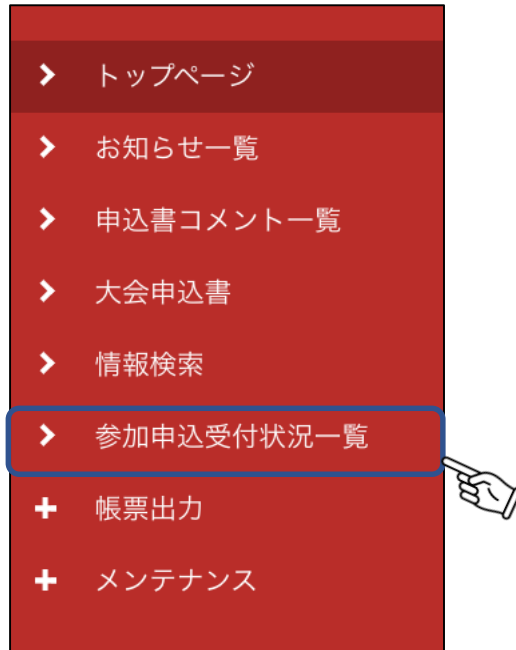 トップページ
お知らせ一覧
申込書コメント一覧
大会申込書
情報検索
参加申込受付状況一覧
帳票出力
メンテナンス